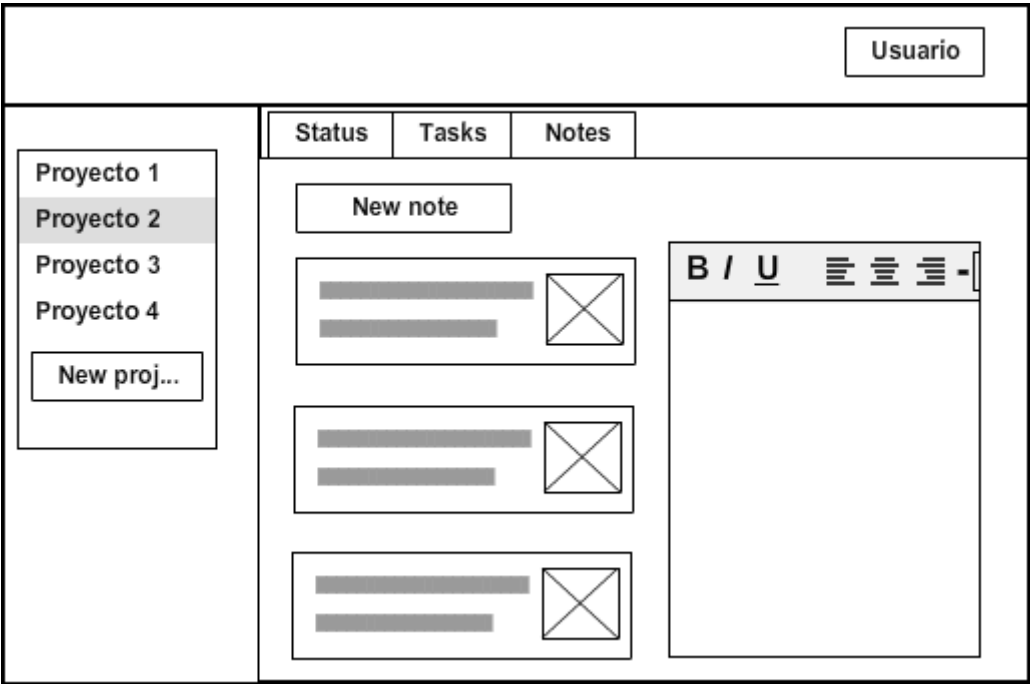 Usuario
Status Tasks Notes
Proyecto 1
Proyecto 2
Proyecto 3
Proyecto 4
New proj...
New note
B I U